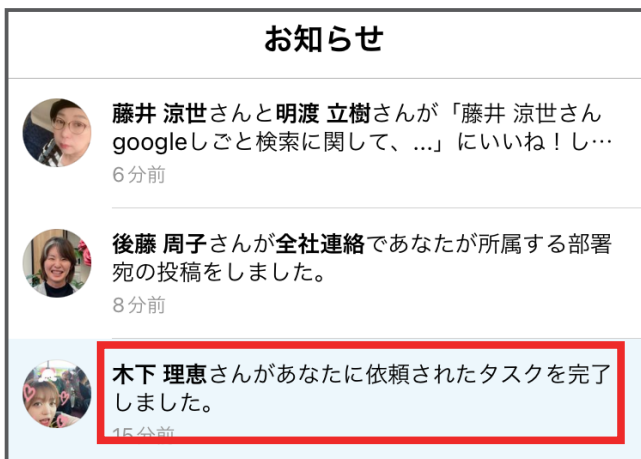 お知らせ
藤井 涼世さんと明渡 立樹さんが「藤井 涼世さん
googleしごと検索に関して、...」にいいね！し…
6分前
後藤 周子さんが全社連絡であなたが所属する部署
宛の投稿をしました。
8分前
木下 理恵さんがあなたに依頼されたタスクを完了
しました。
15分前